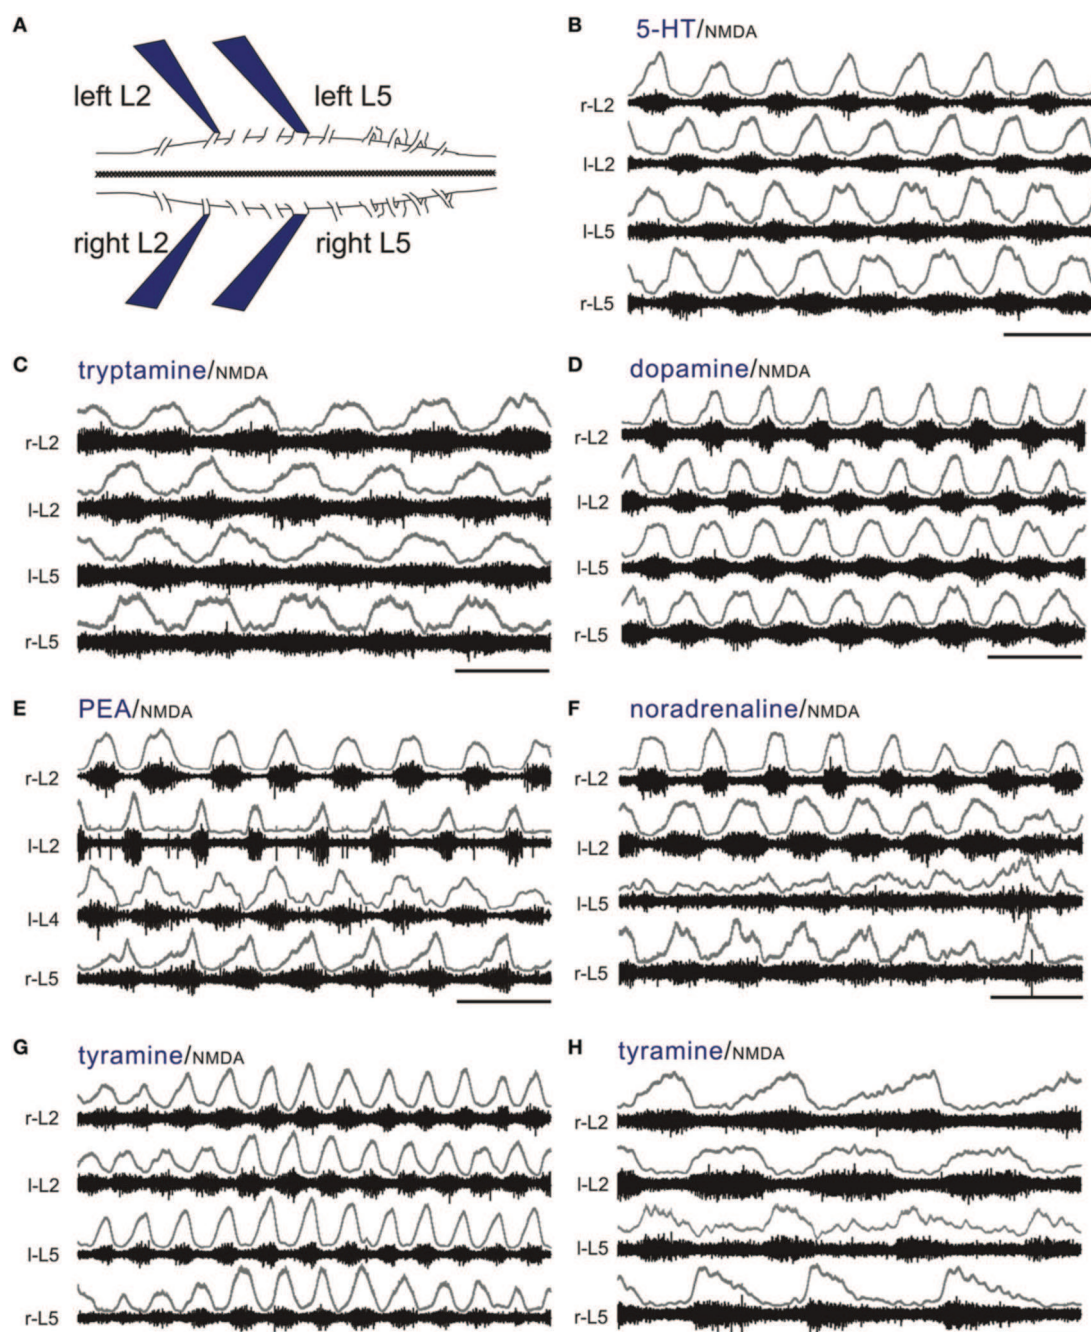 A
left L2
left L5
right L2
right L5
B
5-HT/NMDA
r-L2
l-L2
l-L5
r-L5
C
tryptamine/NMDA
r-L2
l-L2
l-L5
r-L5
D
dopamine/NMDA
r-L2
l-L2
l-L5
r-L5
E
PEA/NMDA
r-L2
l-L2
l-L4
r-L5
F
noradrenaline/NMDA
r-L2
l-L2
l-L5
r-L5
G
tyramine/NMDA
r-L2
l-L2
l-L5
r-L5
H
tyramine/NMDA
r-L2
l-L2
l-L5
r-L5